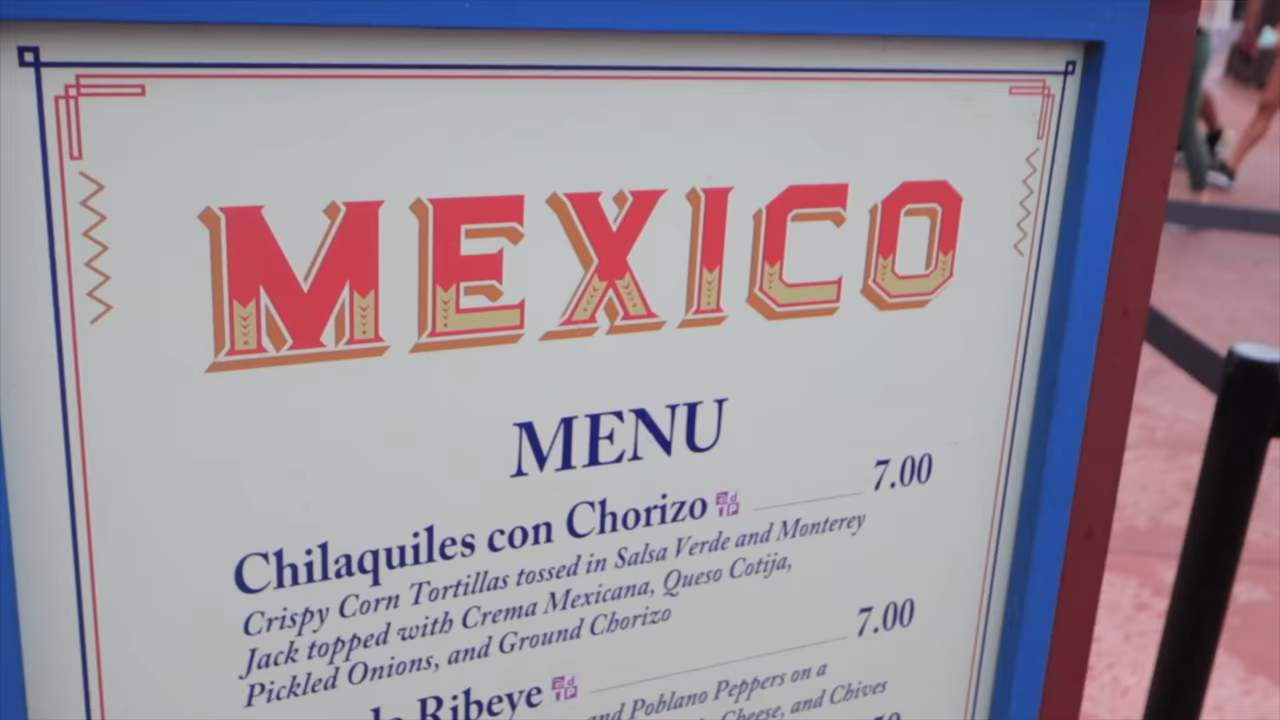 MEXICO
MENU
Chilaquiles con Chorizo 7.00
Crispy Corn Tortillas tossed in Salsa Verde and Monterey
Jack topped with Crema Mexicana, Queso Cotija,
Pickled Onions, and Ground Chorizo
Ribeye 7.00
and Poblano Peppers on a
Cheese, and Chives